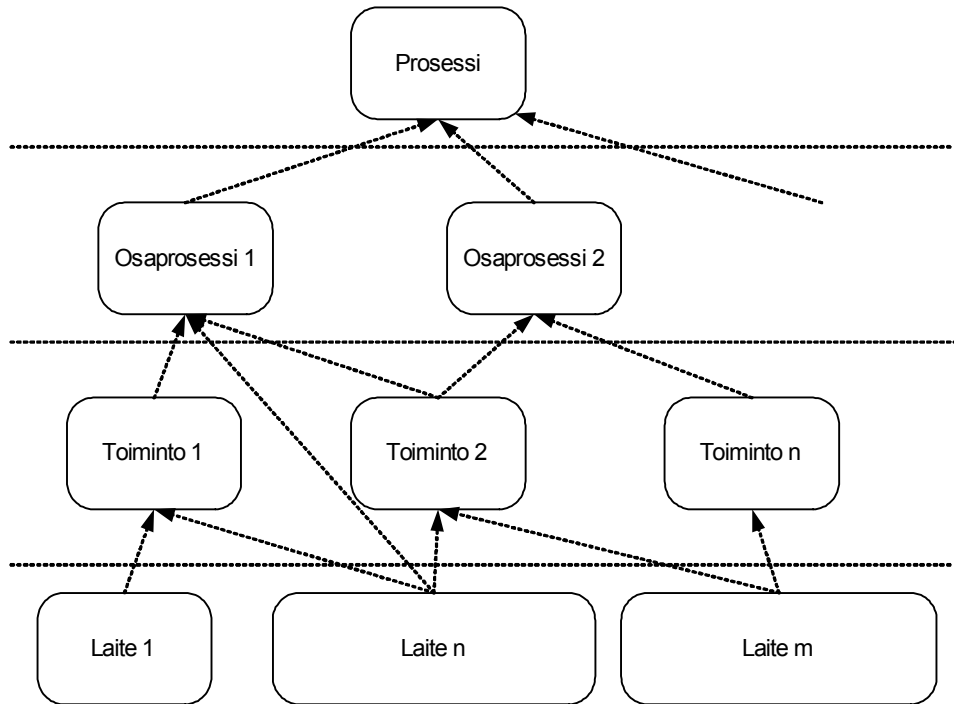 Prosessi
Osaprosessi 1
Osaprosessi 2
Toiminto 1
Toiminto 2
Toiminto n
Laite 1
Laite n
Laite m